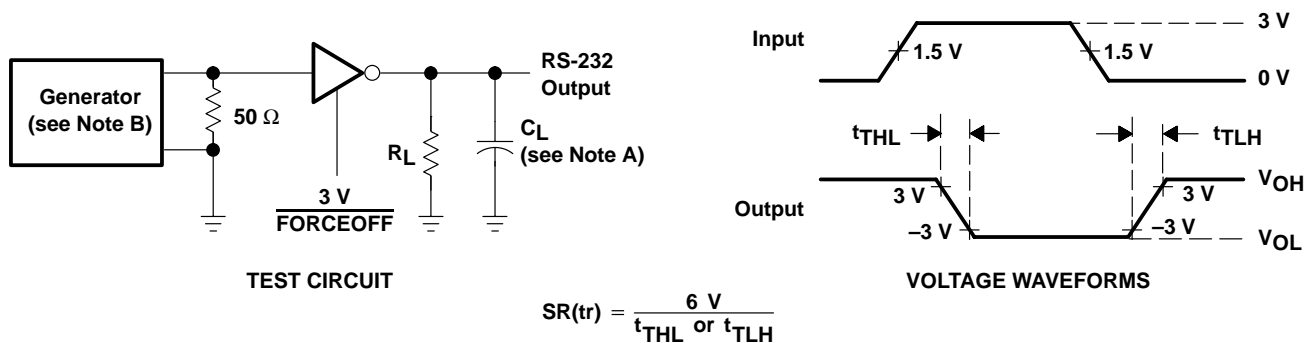 Generator
(see Note B)
50 Ω
3 V
FORCEOFF
RL
CL
(see Note A)
RS-232
Output
TEST CIRCUIT
Input
1.5 V
1.5 V
3 V
0 V
tTHL
tTLH
Output
3 V
–3 V
3 V
–3 V
VOH
VOL
VOLTAGE WAVEFORMS
SR(tr) = 6 V
tTHL or tTLH